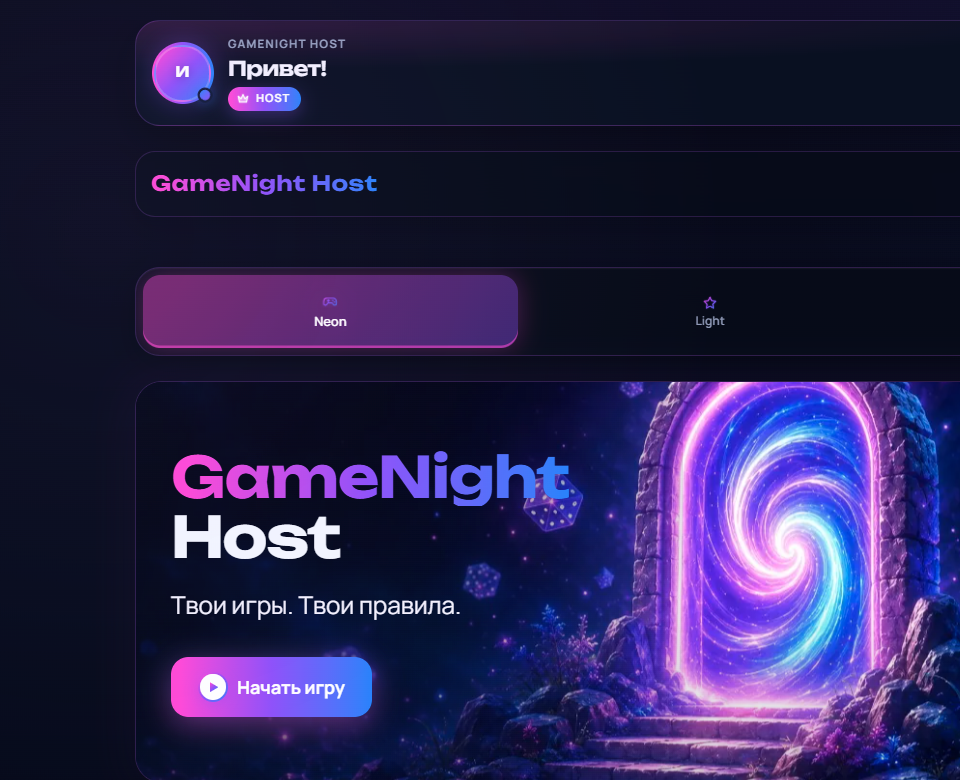 GAMENIGHT HOST
И
Привет!
HOST
GameNight Host
Neon
Light
GameNight
Host
Твои игры. Твои правила.
Начать игру